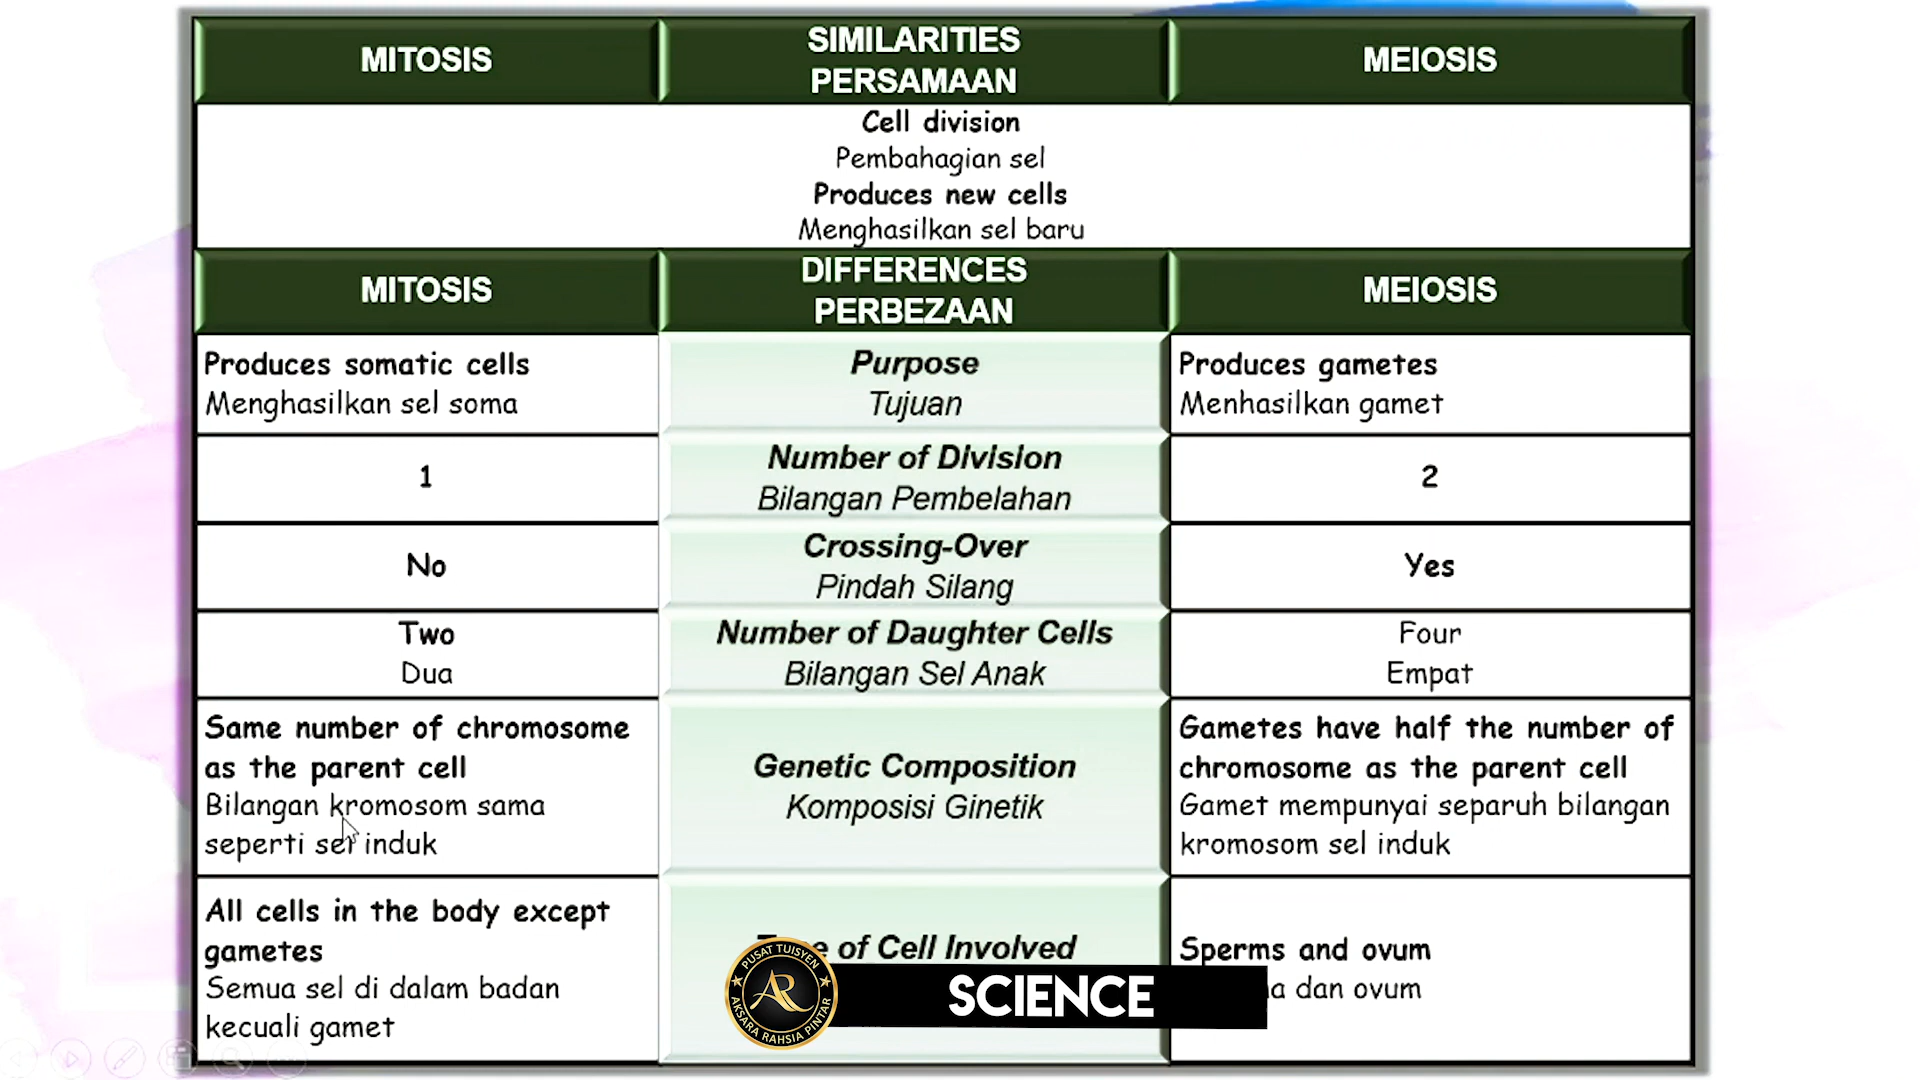 MITOSIS
SIMILARITIES
PERSAMAAN
MEIOSIS
Cell division
Pembahagian sel
Produces new cells
Menghasilkan sel baru
MITOSIS
DIFFERENCES
PERBEZAAN
MEIOSIS
Produces somatic cells
Menghasilkan sel soma
Purpose
Tujuan
Produces gametes
Menhasilkan gamet
1
Number of Division
Bilangan Pembelahan
2
No
Crossing-Over
Pindah Silang
Yes
Two
Dua
Number of Daughter Cells
Bilangan Sel Anak
Four
Empat
Same number of chromosome
as the parent cell
Bilangan kromosom sama
seperti sel induk
Genetic Composition
Komposisi Ginetik
Gametes have half the number of
chromosome as the parent cell
Gamet mempunyai separuh bilangan
kromosom sel induk
All cells in the body except
gametes
Semua sel di dalam badan
kecuali gamet
of Cell Involved
Sperms and ovum
dan ovum
PUSAT TUISYEN
AR
AKSARA RAHSIA PINTAR
SCIENCE